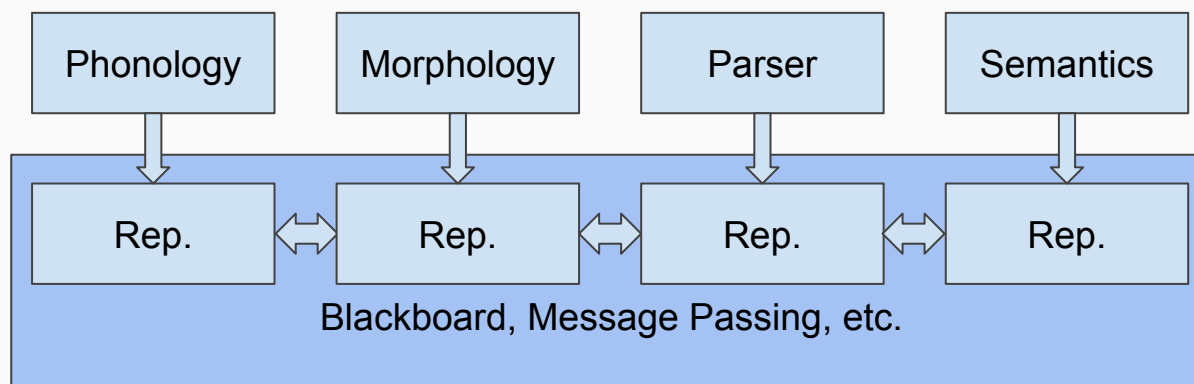 Phonology
Morphology
Parser
Semantics
Rep.
Rep.
Rep.
Rep.
Blackboard, Message Passing, etc.